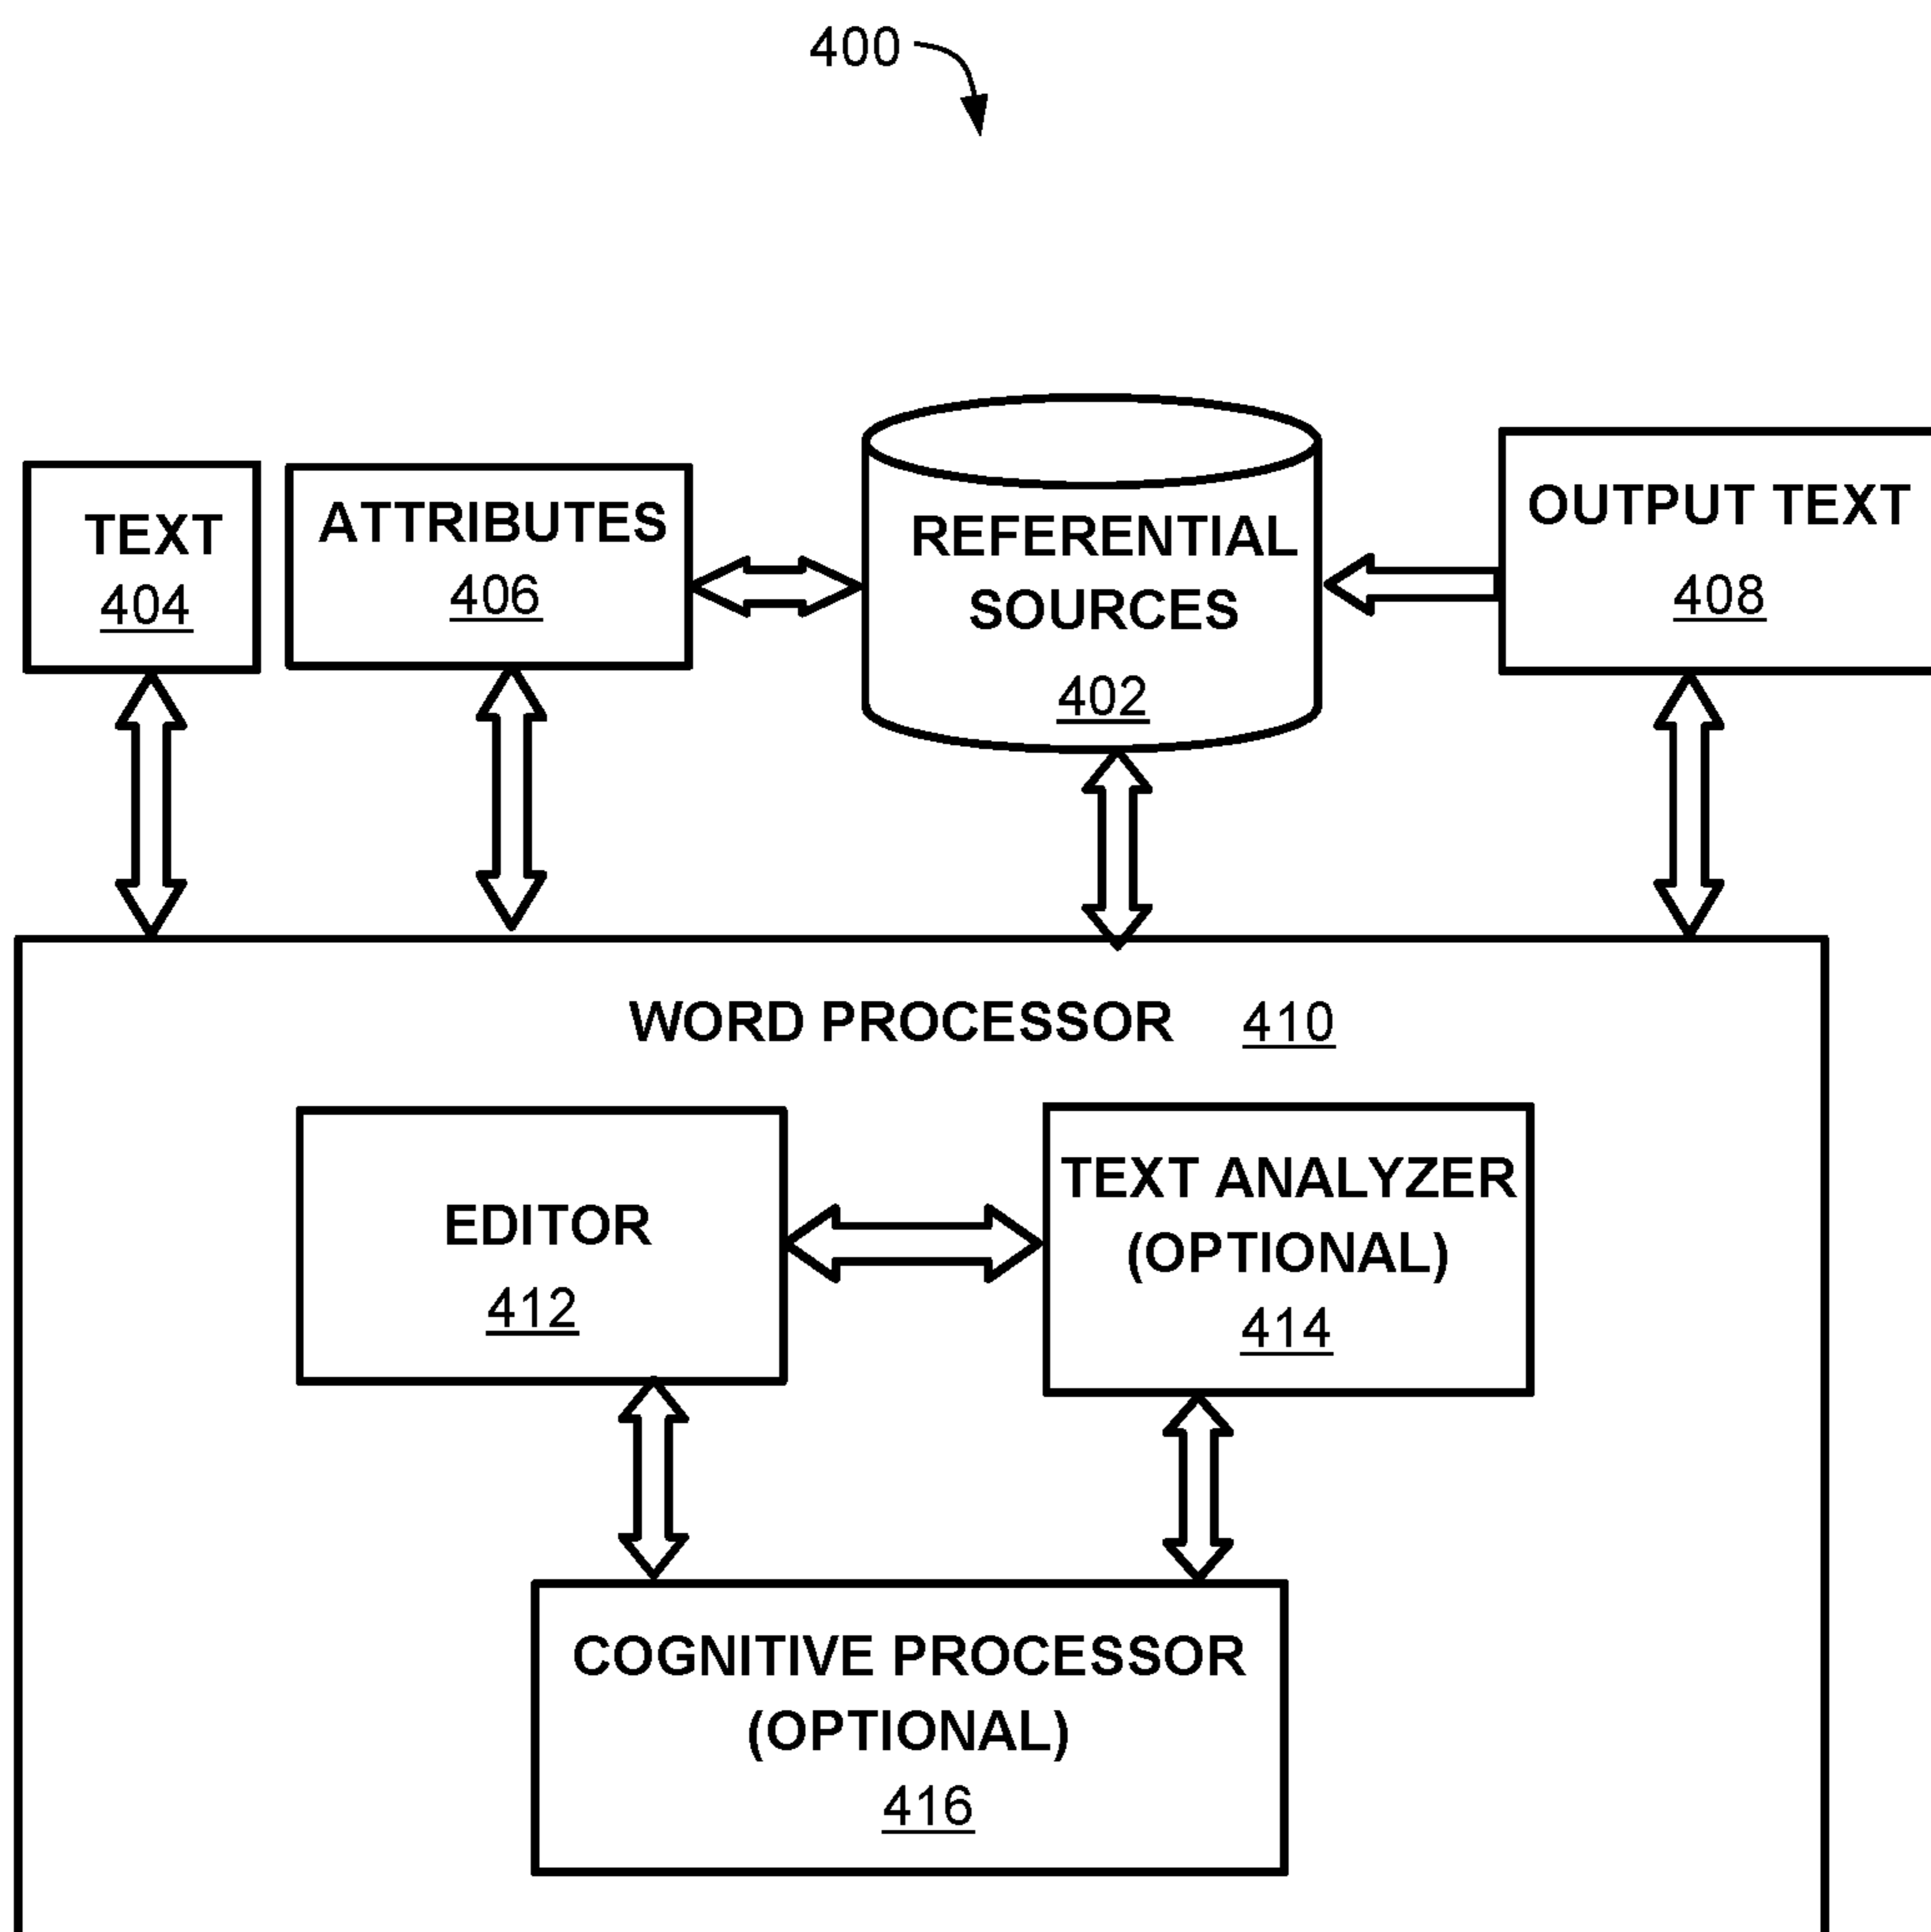 400
TEXT
404
ATTRIBUTES
406
REFERENTIAL
SOURCES
402
OUTPUT TEXT
408
WORD PROCESSOR 410
EDITOR
412
TEXT ANALYZER
(OPTIONAL)
414
COGNITIVE PROCESSOR
(OPTIONAL)
416